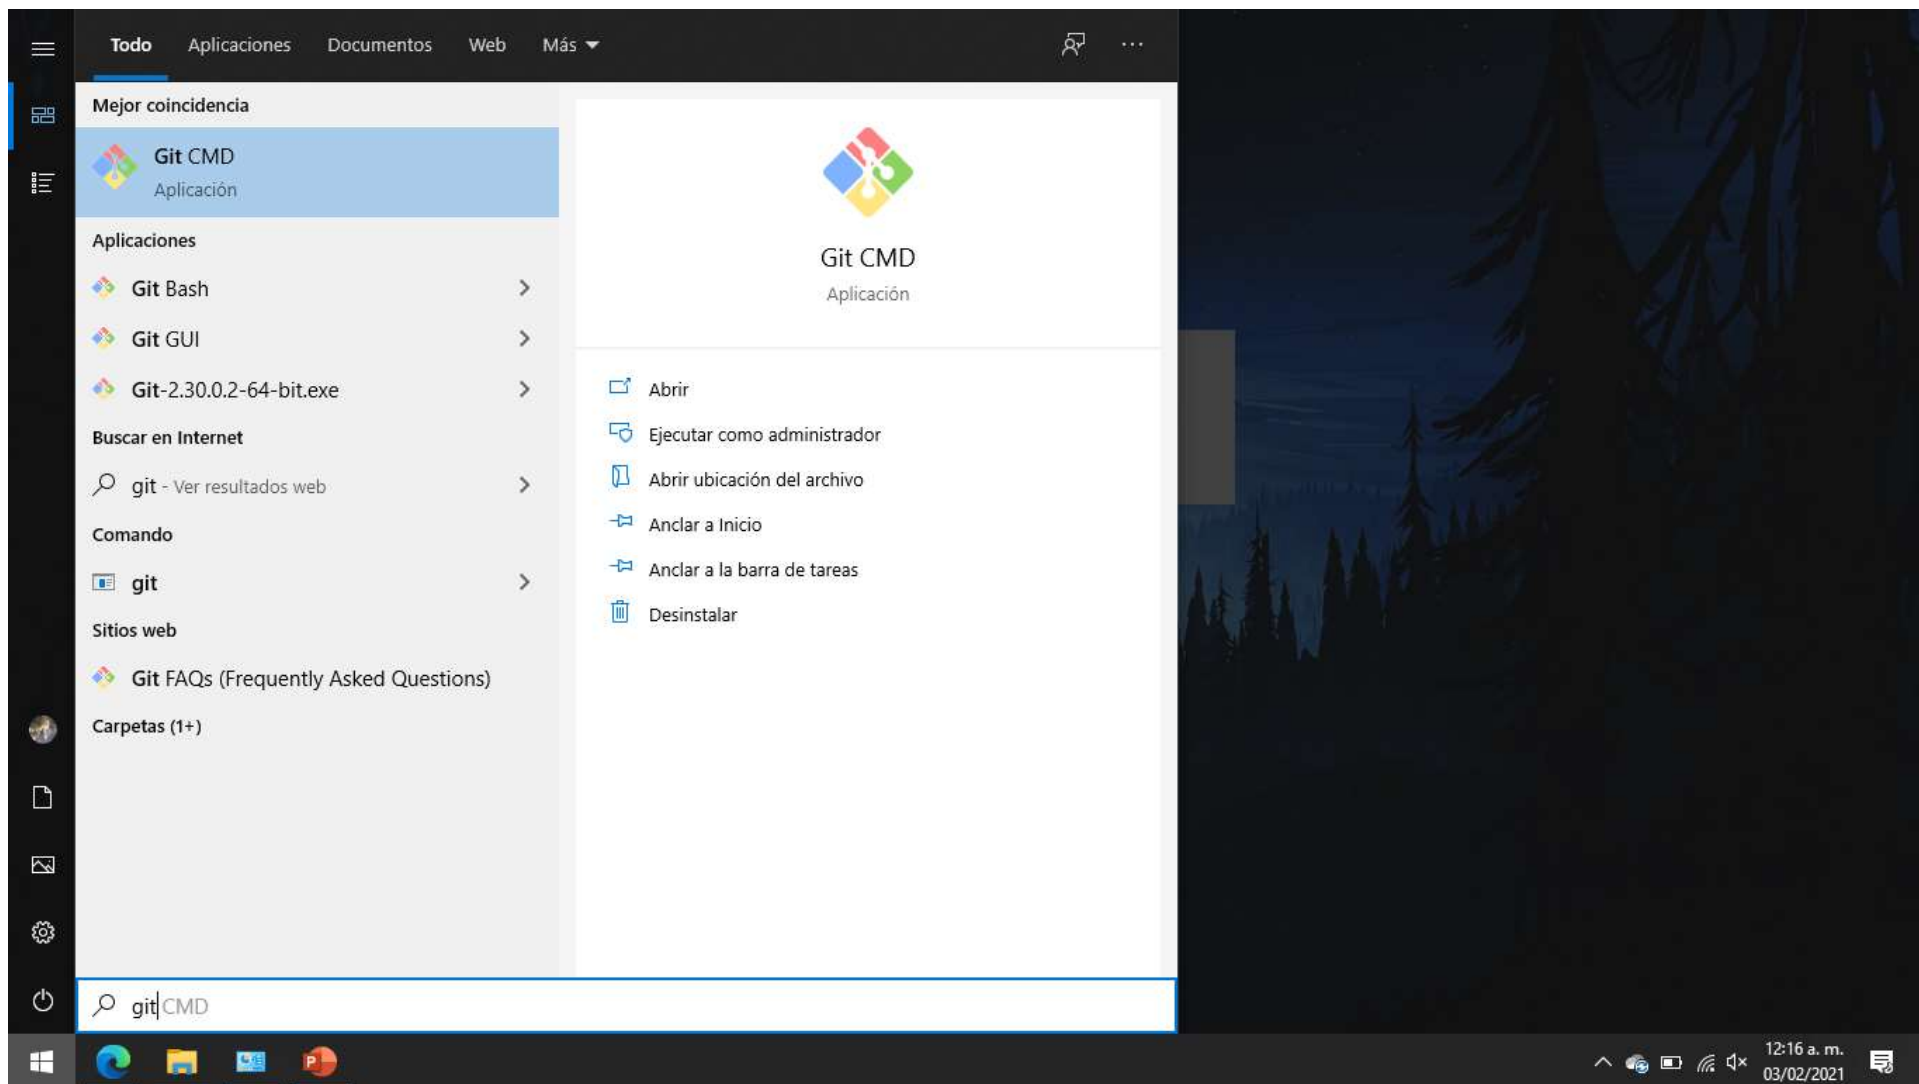 Todo Aplicaciones Documentos Web Más
Mejor coincidencia
Git CMD
Aplicación
Aplicaciones
Git Bash
Git GUI
Git-2.30.0.2-64-bit.exe
Buscar en Internet
git - Ver resultados web
Comando
git
Sitios web
Git FAQs (Frequently Asked Questions)
Carpetas (1+)
Git CMD
Aplicación
Abrir
Ejecutar como administrador
Abrir ubicación del archivo
Anclar a Inicio
Anclar a la barra de tareas
Desinstalar
git CMD
12:16 a. m.
03/02/2021